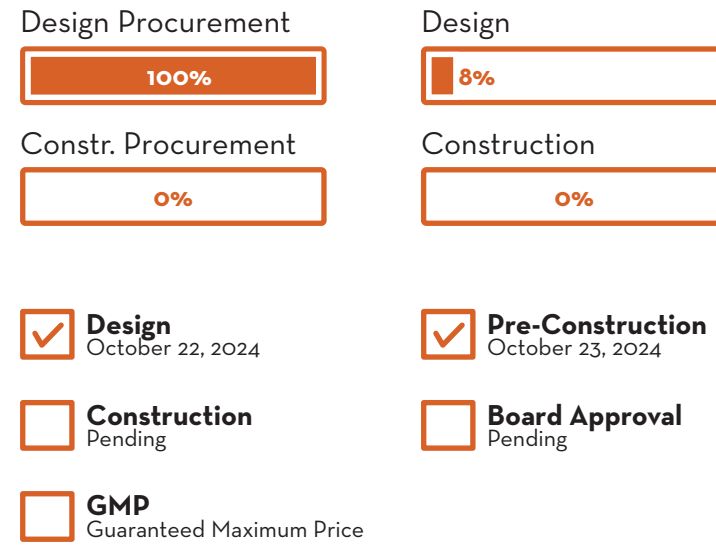 Design Procurement
100%
Design
8%
Constr. Procurement
0%
Construction
0%
Design
October 22, 2024
Pre-Construction
October 23, 2024
Construction
Pending
Board Approval
Pending
GMP
Guaranteed Maximum Price